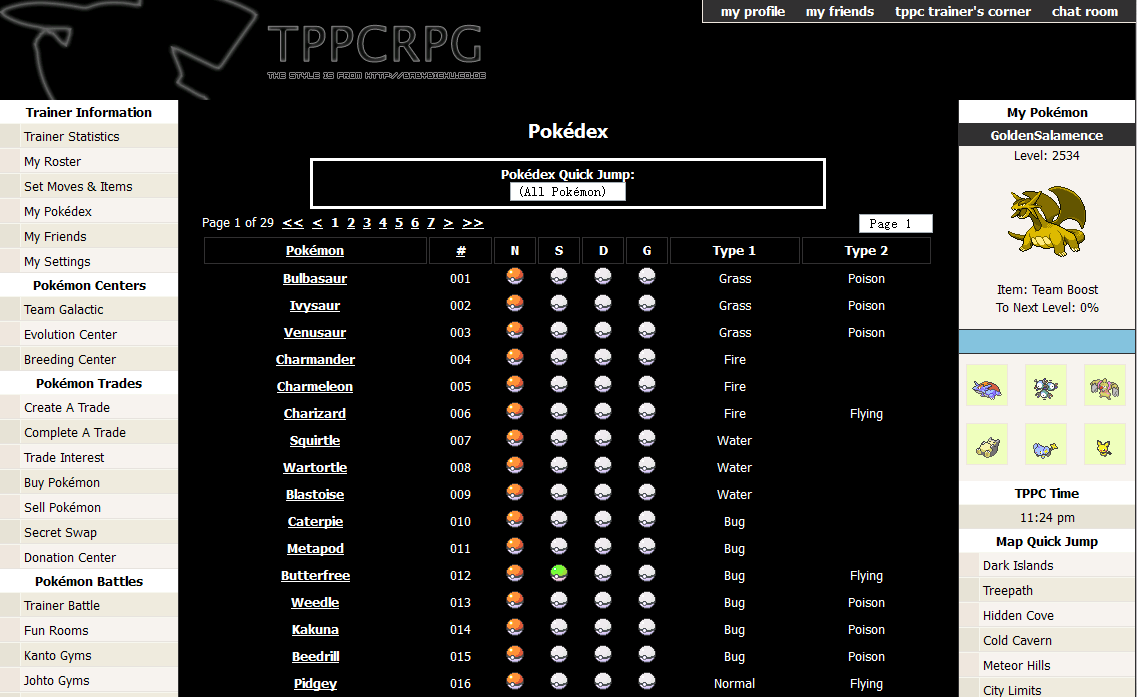 my profile my friends tppc trainer's corner chat room
TPPCRPG
THE STYLE IS FROM HTTP://BABYBICHU.CO.DE
Trainer Information
Trainer Statistics
My Roster
Set Moves & Items
My Pokédex
My Friends
My Settings
Pokémon Centers
Team Galactic
Evolution Center
Breeding Center
Pokémon Trades
Create A Trade
Complete A Trade
Trade Interest
Buy Pokémon
Sell Pokémon
Secret Swap
Donation Center
Pokémon Battles
Trainer Battle
Fun Rooms
Kanto Gyms
Johto Gyms
Pokédex
Pokédex Quick Jump:
(All Pokémon)
Page 1 of 29 << < 1 2 3 4 5 6 7 > >> Page 1
Pokémon # N S D G Type 1 Type 2
Bulbasaur 001 Grass Poison
Ivysaur 002 Grass Poison
Venusaur 003 Grass Poison
Charmander 004 Fire
Charmeleon 005 Fire
Charizard 006 Fire Flying
Squirtle 007 Water
Wartortle 008 Water
Blastoise 009 Water
Caterpie 010 Bug
Metapod 011 Bug
Butterfree 012 Bug Flying
Weedle 013 Bug Poison
Kakuna 014 Bug Poison
Beedrill 015 Bug Poison
Pidgey 016 Normal Flying
My Pokémon
GoldenSalamence
Level: 2534
Item: Team Boost
To Next Level: 0%
TPPC Time
11:24 pm
Map Quick Jump
Dark Islands
Treepath
Hidden Cove
Cold Cavern
Meteor Hills
City Limits